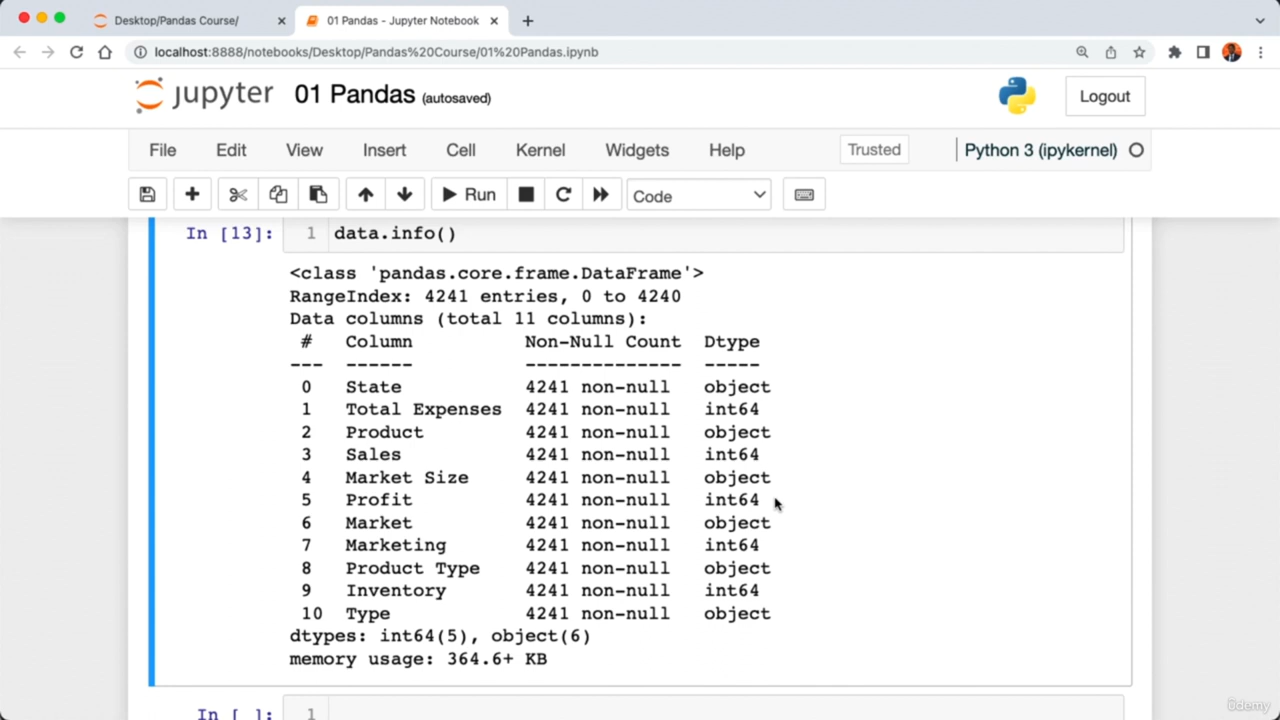 Desktop/Pandas Course/
01 Pandas - Jupyter Notebook
localhost:8888/notebooks/Desktop/Pandas%20Course/01%20Pandas.ipynb
jupyter 01 Pandas (autosaved)
Logout
File Edit View Insert Cell Kernel Widgets Help
Trusted
Python 3 (ipykernel)
Run
Code
In [13]: 1 data.info()
<class 'pandas.core.frame.DataFrame'>
RangeIndex: 4241 entries, 0 to 4240
Data columns (total 11 columns):
# Column Non-Null Count Dtype
--- ------ -------------- -----
0 State 4241 non-null object
1 Total Expenses 4241 non-null int64
2 Product 4241 non-null object
3 Sales 4241 non-null int64
4 Market Size 4241 non-null object
5 Profit 4241 non-null int64
6 Market 4241 non-null object
7 Marketing 4241 non-null int64
8 Product Type 4241 non-null object
9 Inventory 4241 non-null int64
10 Type 4241 non-null object
dtypes: int64(5), object(6)
memory usage: 364.6+ KB
In [ ]: 1
ûdemy